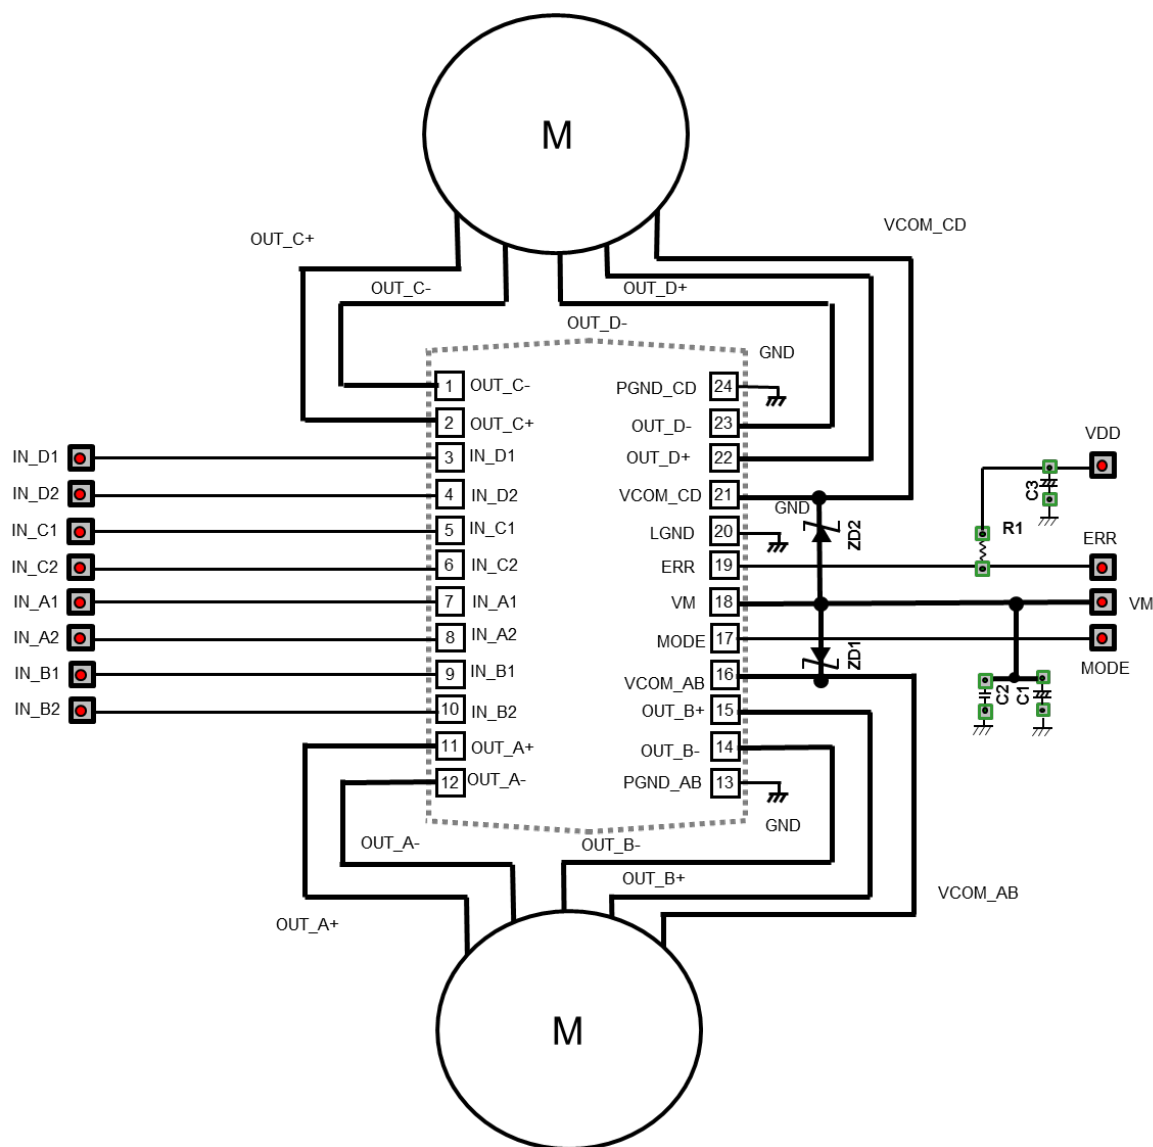 M
OUT_C+
VCOM_CD
OUT_C-
OUT_D+
OUT_D-
GND
1 OUT_C-
PGND_CD 24
2 OUT_C+
OUT_D- 23
IN_D1
3 IN_D1
OUT_D+ 22
VDD
IN_D2
4 IN_D2
VCOM_CD 21
C3
GND
IN_C1
5 IN_C1
LGND 20
ZD2
R1
ERR
IN_C2
6 IN_C2
ERR 19
IN_A1
7 IN_A1
VM 18
VM
IN_A2
8 IN_A2
MODE 17
ZD1
MODE
IN_B1
9 IN_B1
VCOM_AB 16
C2
C1
IN_B2
10 IN_B2
OUT_B+ 15
11 OUT_A+
OUT_B- 14
12 OUT_A-
PGND_AB 13
GND
OUT_A-
OUT_B-
OUT_B+
VCOM_AB
OUT_A+
M